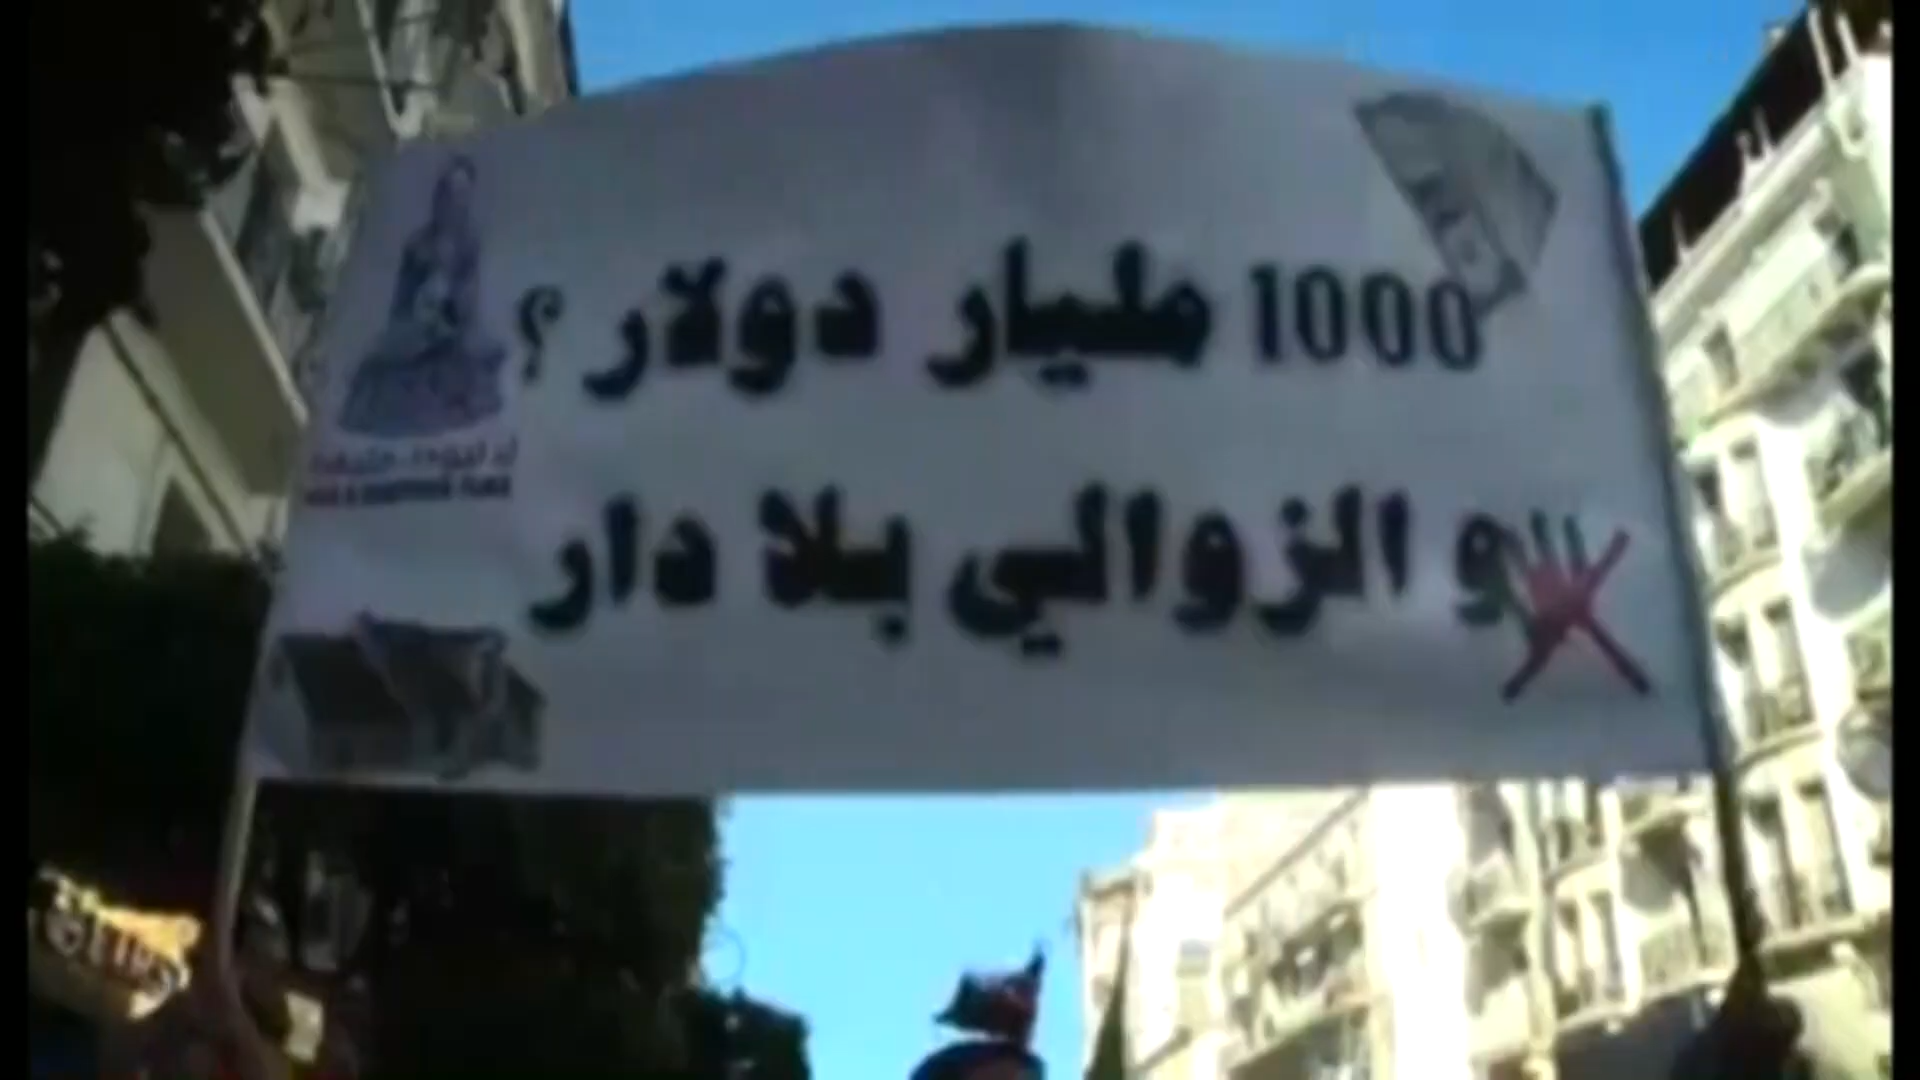 1000 مليار دولار ؟
و الزوالي بلا دار